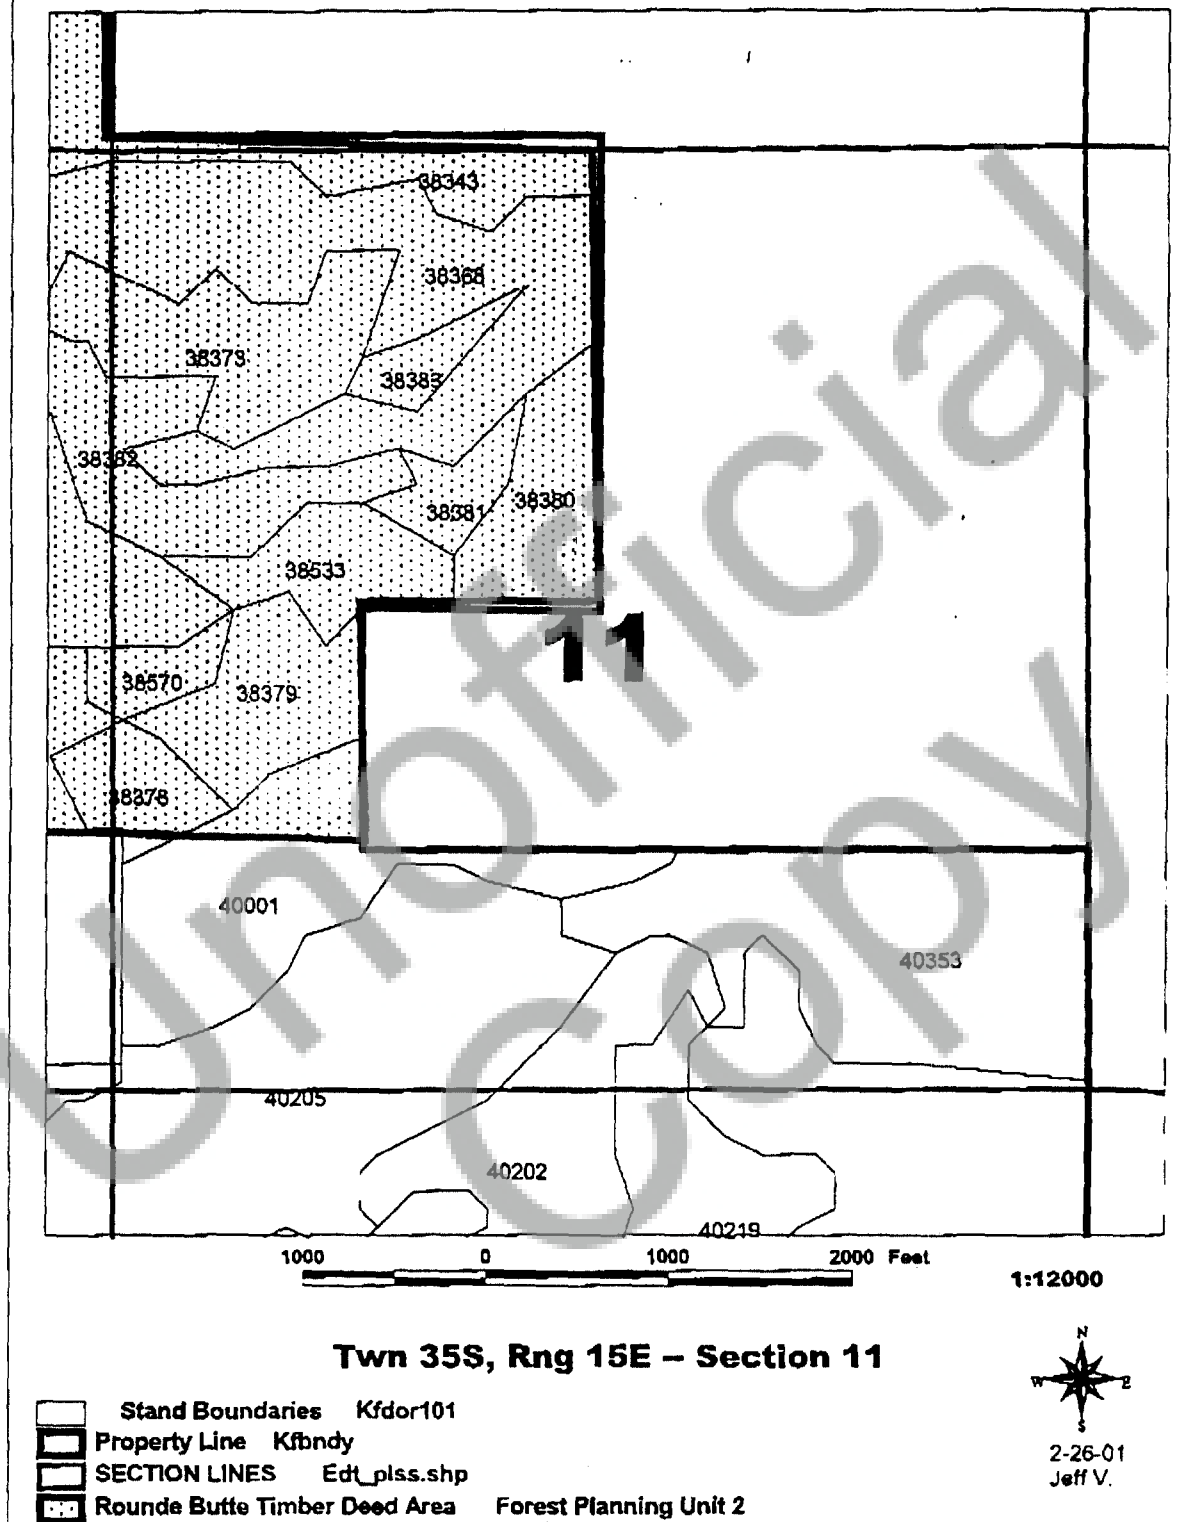 38343
38368
38373
38383
38382
38380
38381
38533
11
38570
38379
38378
40001
40353
40205
40202
40219
1000 0 1000 2000 Feet
1:12000
Twn 35S, Rng 15E – Section 11
N
W E
S
Stand Boundaries Kfdor101
Property Line Kfbndy
SECTION LINES Edt_plss.shp
Rounde Butte Timber Deed Area Forest Planning Unit 2
2-26-01
Jeff V.
Unofficial
Copy